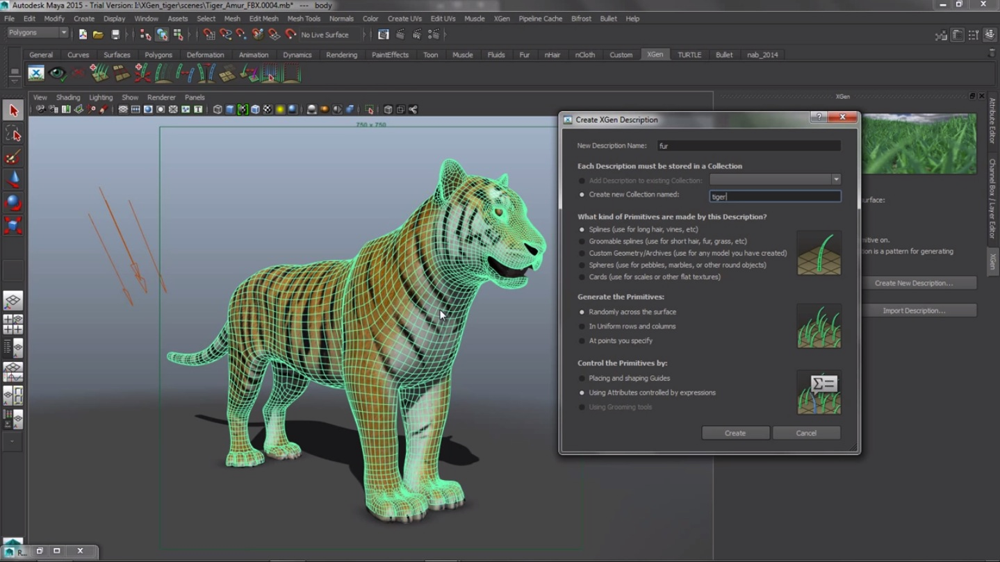 Autodesk Maya 2015 - Trial Version: I:\XGen_tiger\scenes\Tiger_Amur_FBX.0004.mb* --- body
File Edit Modify Create Display Window Assets Select Mesh Edit Mesh Mesh Tools Normals Color Create UVs Edit UVs Muscle XGen Pipeline Cache Bifrost Bullet Help
Polygons No Live Surface
General Curves Surfaces Polygons Deformation Animation Dynamics Rendering PaintEffects Toon Muscle Fluids Fur nHair nCloth Custom XGen TURTLE Bullet nab_2014
View Shading Lighting Show Renderer Panels
XGen
750 x 750
Create XGen Description
New Description Name: fur
Each Description must be stored in a Collection
Add Description to existing Collection:
Create new Collection named: tiger
What kind of Primitives are made by this Description?
Splines (use for long hair, vines, etc)
Groomable splines (use for short hair, fur, grass, etc)
Custom Geometry/Archives (use for any model you have created)
Spheres (use for pebbles, marbles, or other round objects)
Cards (use for scales or other flat textures)
Generate the Primitives:
Randomly across the surface
In Uniform rows and columns
At points you specify
Control the Primitives by:
Placing and shaping Guides
Using Attributes controlled by expressions
Using Grooming tools
Σ=
Create Cancel
urface:
mitive on.
ion is a pattern for generating
Create New Description...
Import Description...
Attribute Editor
Channel Box / Layer Editor
XGen
R...